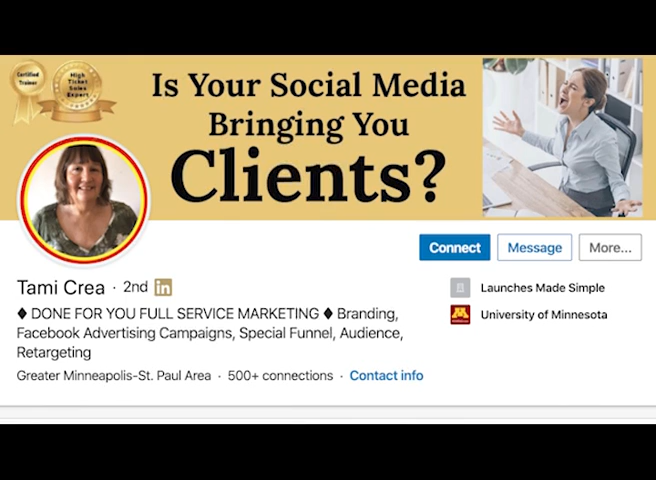 Certified
Trainer
High
Ticket
Sales
Expert
Is Your Social Media
Bringing You
Clients?
Connect
Message
More...
Tami Crea · 2nd in
Launches Made Simple
♦ DONE FOR YOU FULL SERVICE MARKETING ♦ Branding,
University of Minnesota
Facebook Advertising Campaigns, Special Funnel, Audience,
Retargeting
Greater Minneapolis-St. Paul Area · 500+ connections · Contact info